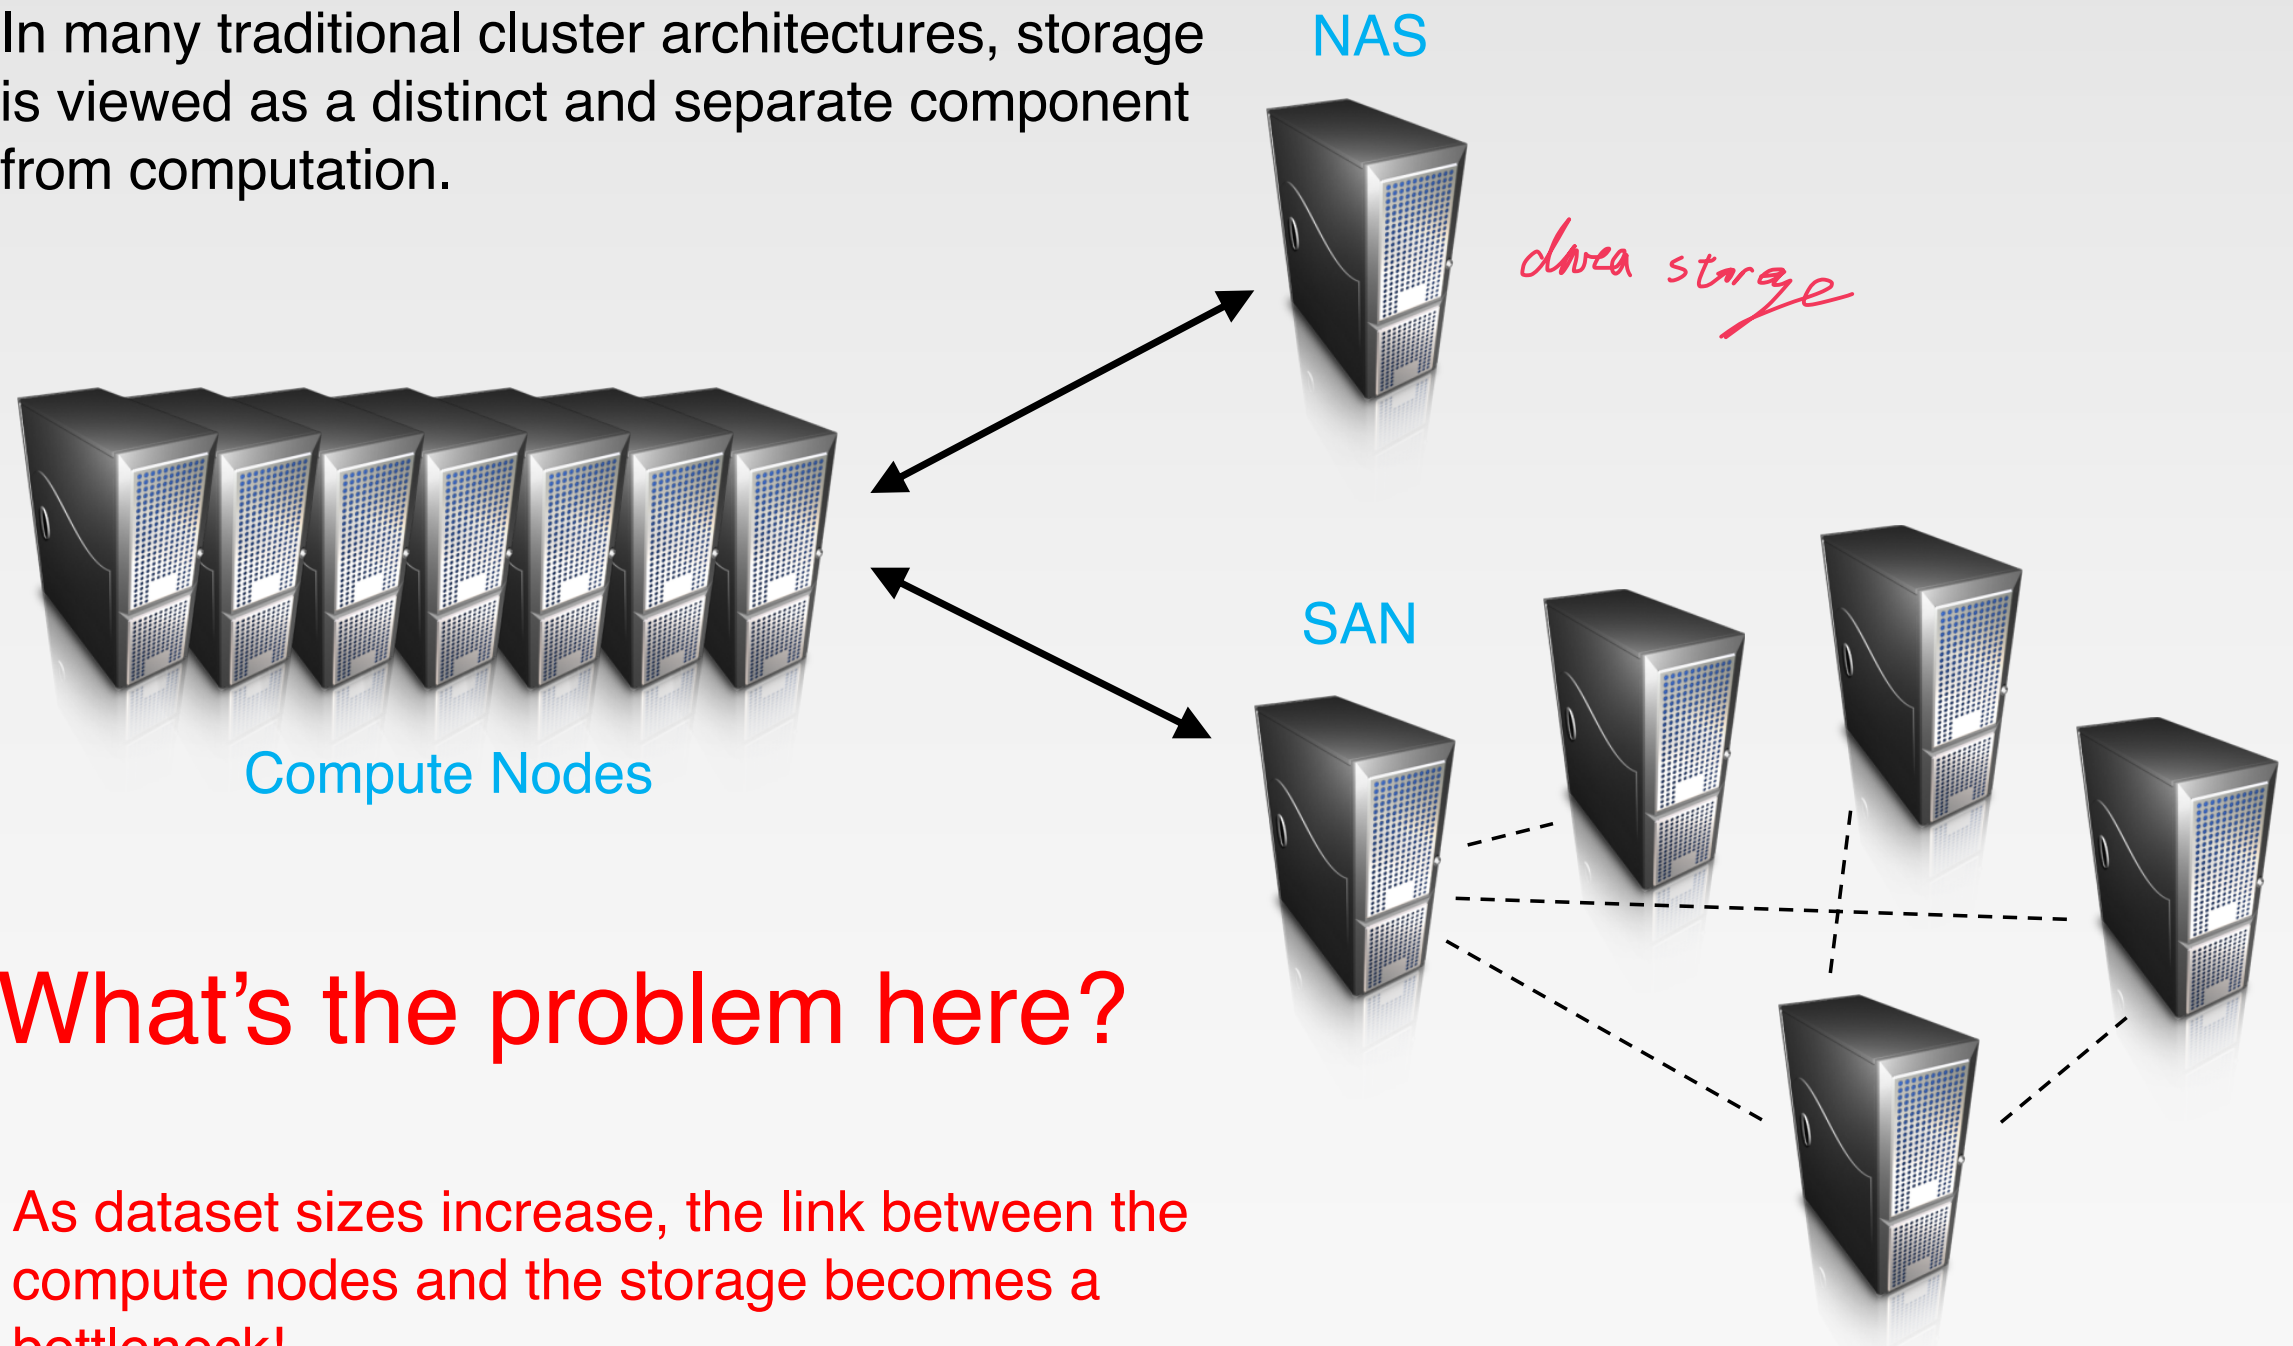 In many traditional cluster architectures, storage
is viewed as a distinct and separate component
from computation.
NAS
storage
SAN
Compute Nodes
What's the problem here?
As dataset sizes increase, the link between the
compute nodes and the storage becomes a
bottleneck!